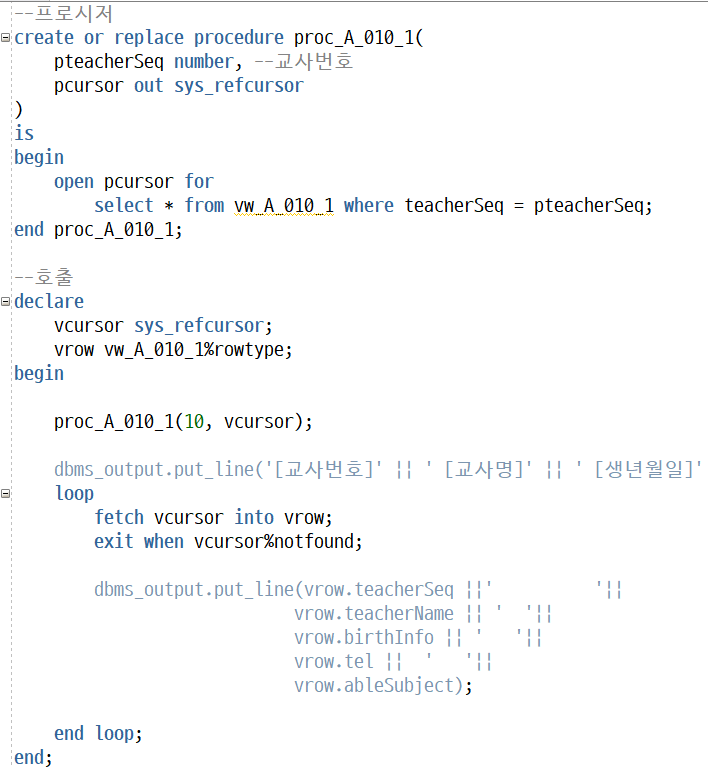 --프로시저
create or replace procedure proc_A_010_1(
    pteacherSeq number, --교사번호
    pcursor out sys_refcursor
)
is
begin
    open pcursor for
        select * from vw_A_010_1 where teacherSeq = pteacherSeq;
end proc_A_010_1;

--호출
declare
    vcursor sys_refcursor;
    vrow vw_A_010_1%rowtype;
begin

    proc_A_010_1(10, vcursor);

    dbms_output.put_line('[교사번호]' || ' [교사명]' || ' [생년월일]'
    loop
        fetch vcursor into vrow;
        exit when vcursor%notfound;

        dbms_output.put_line(vrow.teacherSeq ||'          '||
                            vrow.teacherName || '  '||
                            vrow.birthInfo || '   '||
                            vrow.tel ||  '   '||
                            vrow.ableSubject);

    end loop;
end;